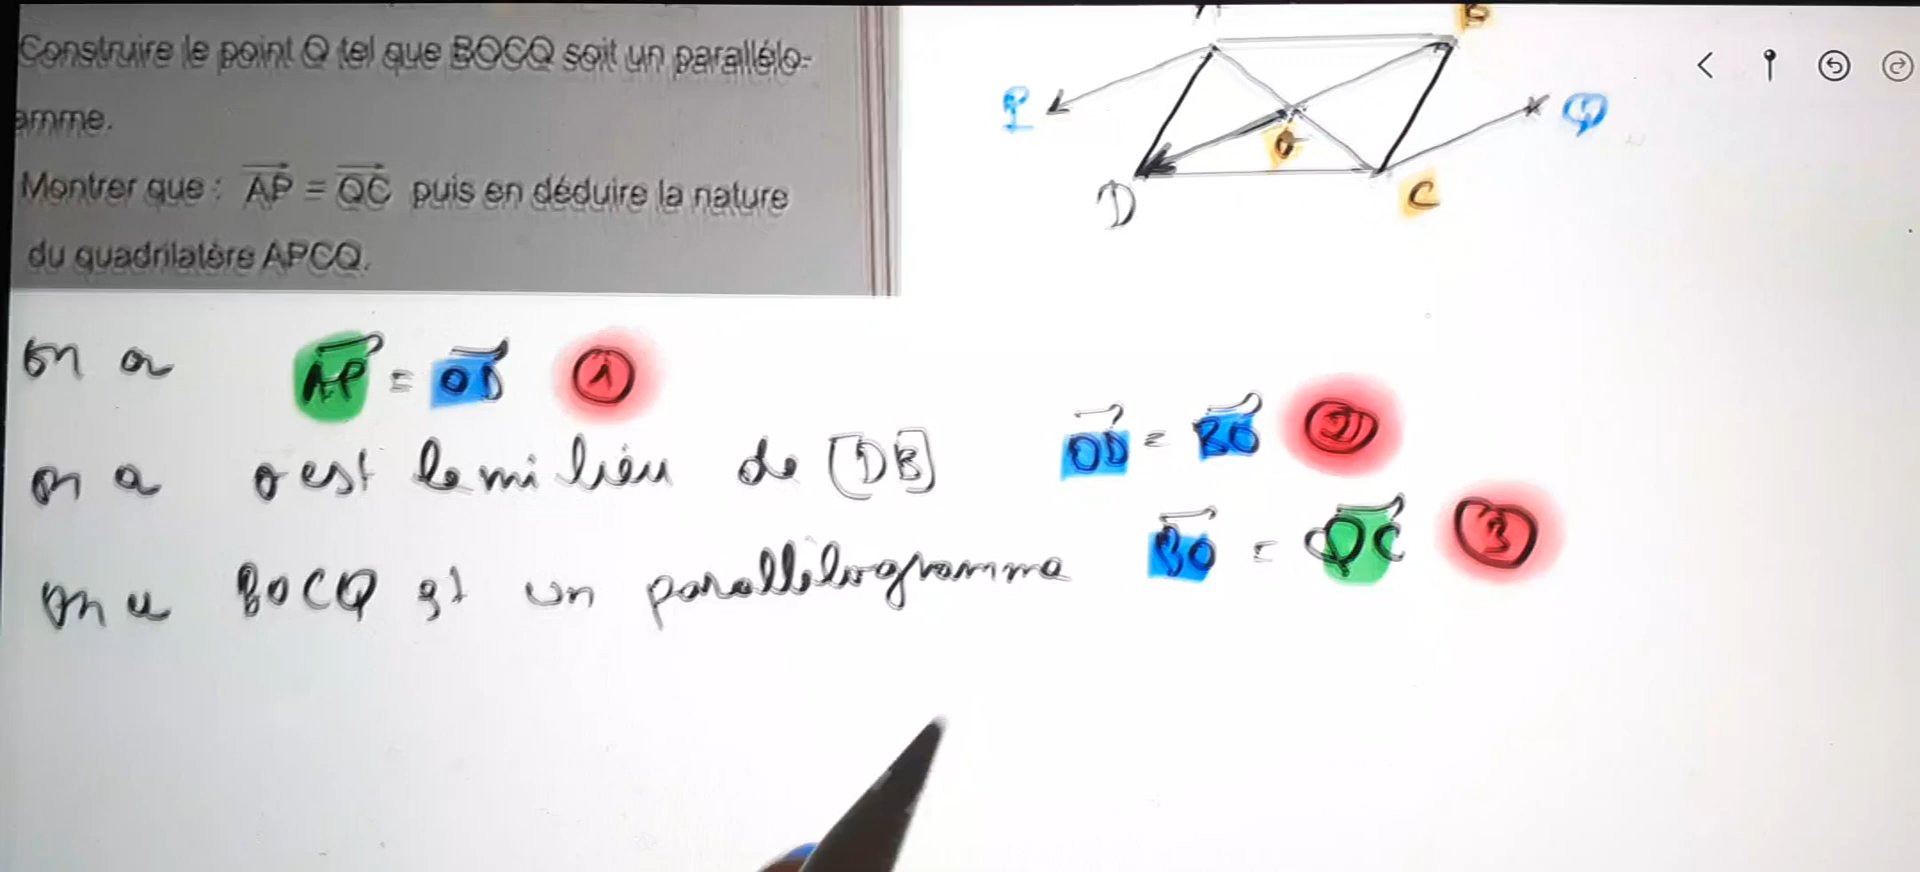 Construire le point Q tel que BOCQ soit un parallélo-
amme.
Montrer que : AP = QC puis en déduire la nature
du quadrilatère APCQ.
A B
P O Q
D C
on a AP = OD 1
on a o est le milieu de [DB] OD = BO 2
on a BOCQ est un parallélogramme BO = QC 3